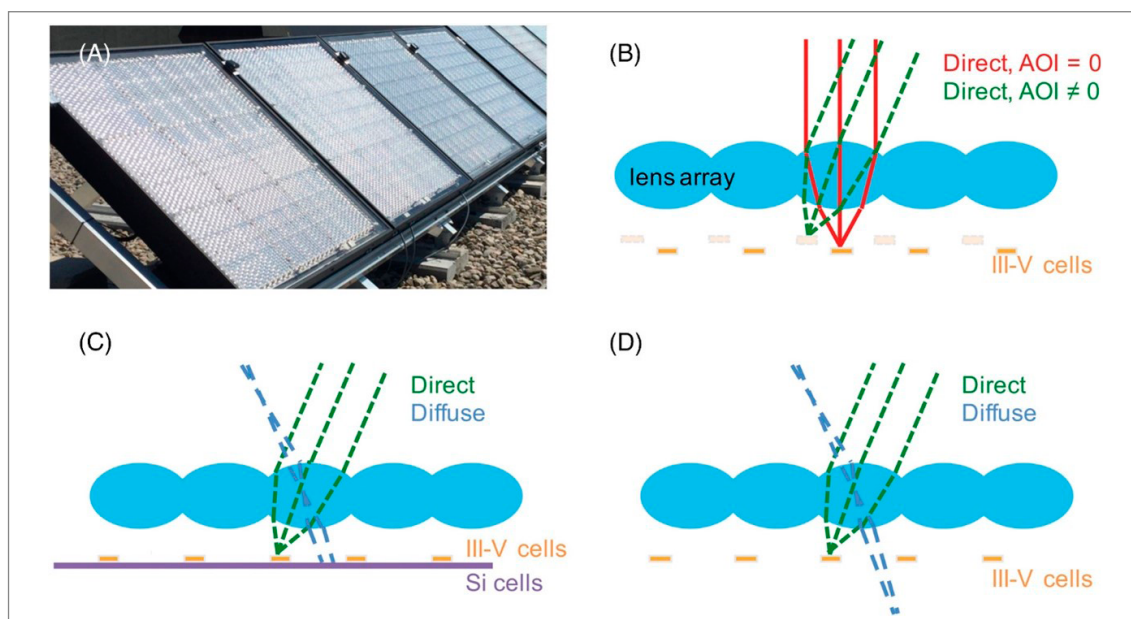 (A)
(B)
Direct, AOI = 0
Direct, AOI ≠ 0
lens array
III-V cells
(C)
Direct
Diffuse
III-V cells
Si cells
(D)
Direct
Diffuse
III-V cells